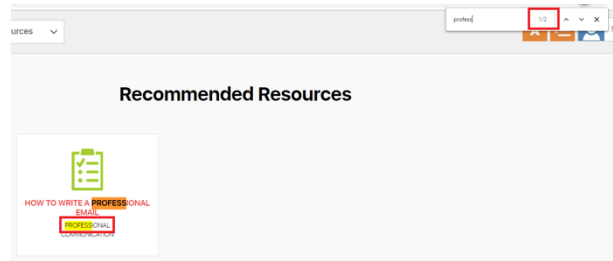 profess 1/2
urces
Recommended Resources
HOW TO WRITE A PROFESSIONAL
EMAIL
PROFESSIONAL
COMMUNICATION